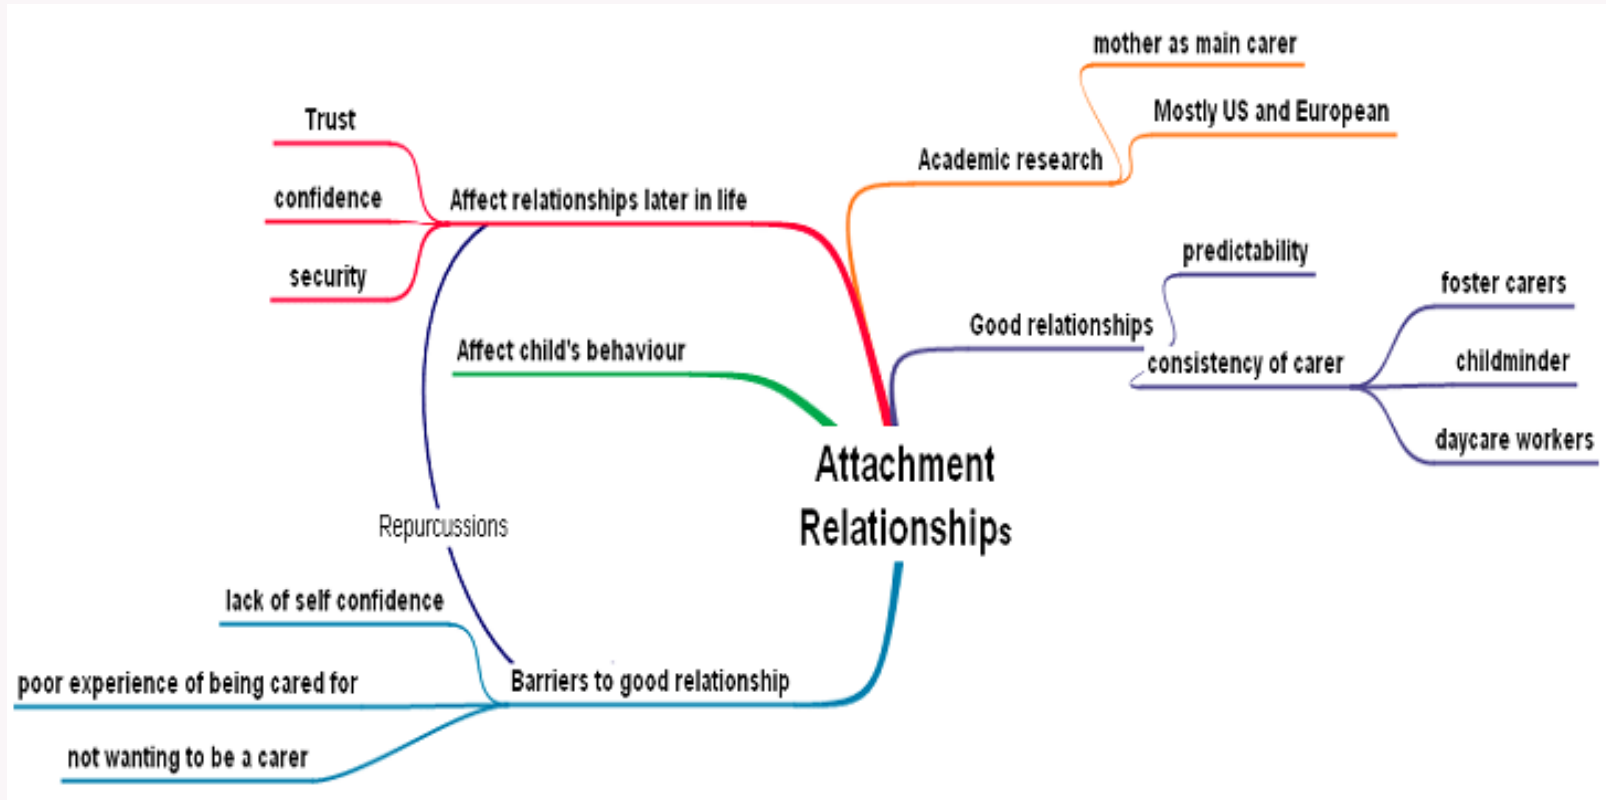 mother as main carer
Mostly US and European
Trust
Academic research
confidence
Affect relationships later in life
predictability
security
foster carers
Good relationships
Affect child's behaviour
consistency of carer
childminder
daycare workers
Attachment
Relationships
Repurcussions
lack of self confidence
poor experience of being cared for
Barriers to good relationship
not wanting to be a carer